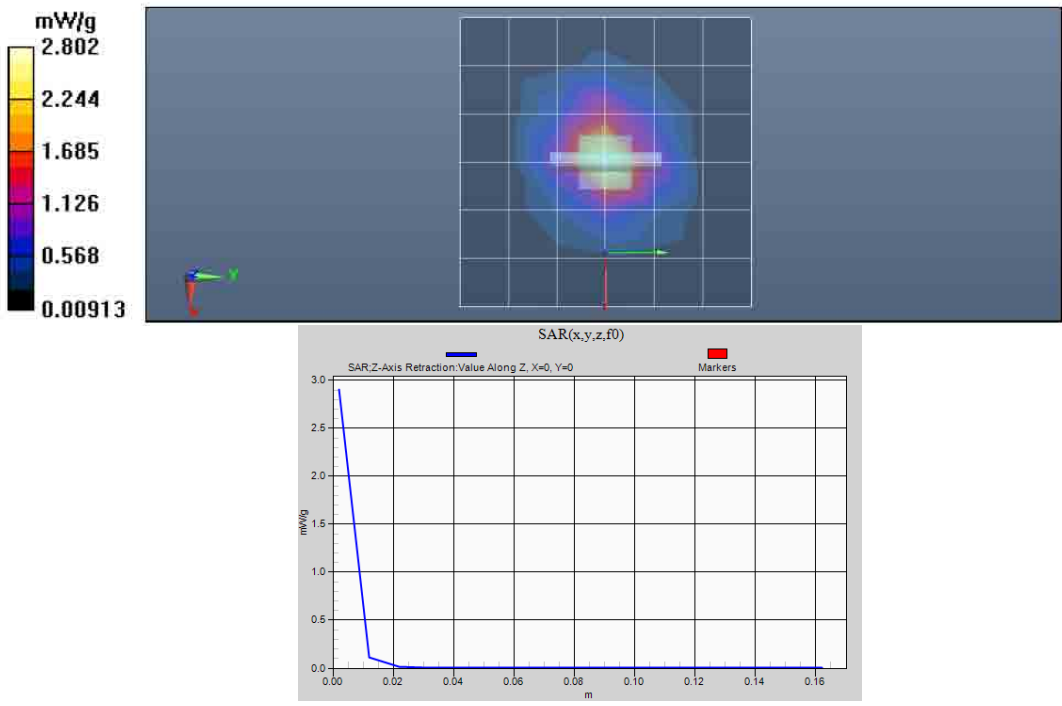 mW/g
2.802
2.244
1.685
1.126
0.568
0.00913
Y
SAR(x,y,z,f0)
SAR;Z-Axis Retraction:Value Along Z, X=0, Y=0
Markers
3.0
2.5
2.0
1.5
1.0
0.5
0.0
mW/g
0.00 0.02 0.04 0.06 0.08 0.10 0.12 0.14 0.16
m